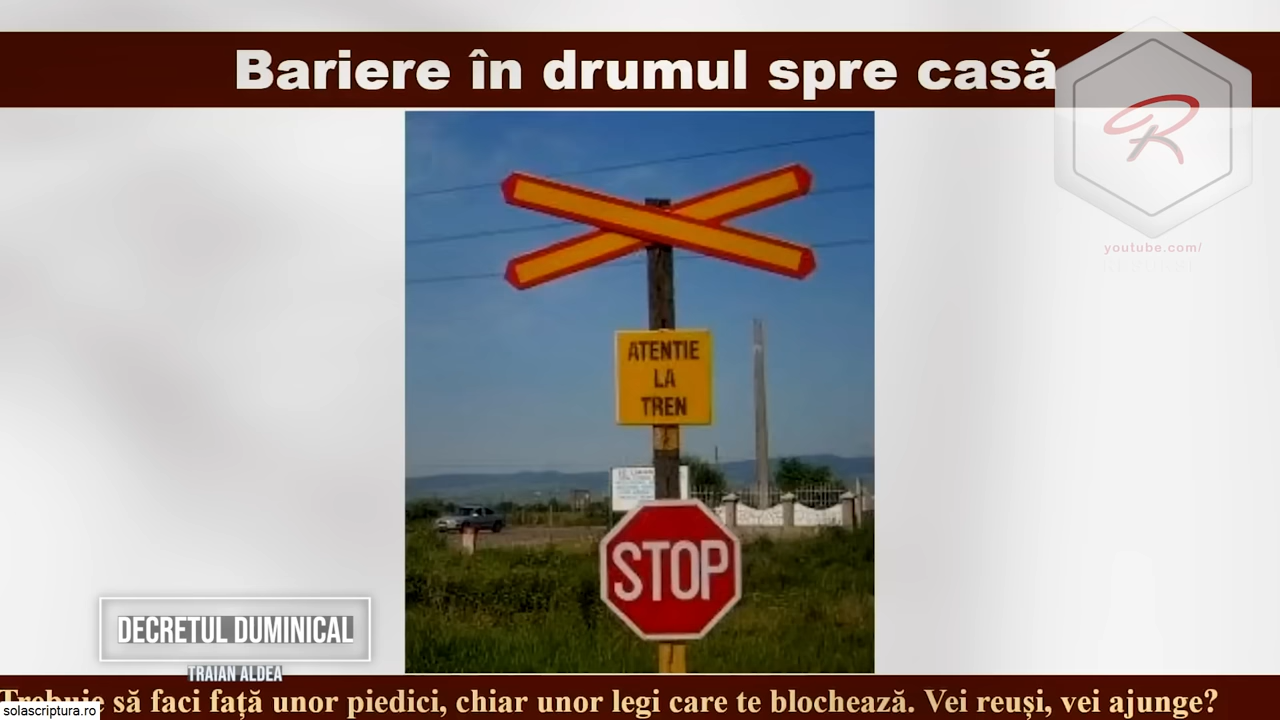 Bariere în drumul spre casă
youtube.com/
ATENTIE
LA
TREN
STOP
DECRETUL DUMINICAL
TRAIAN ALDEA
Trebuie să faci față unor piedici, chiar unor legi care te blochează. Vei reuși, vei ajunge?
solascriptura.ro